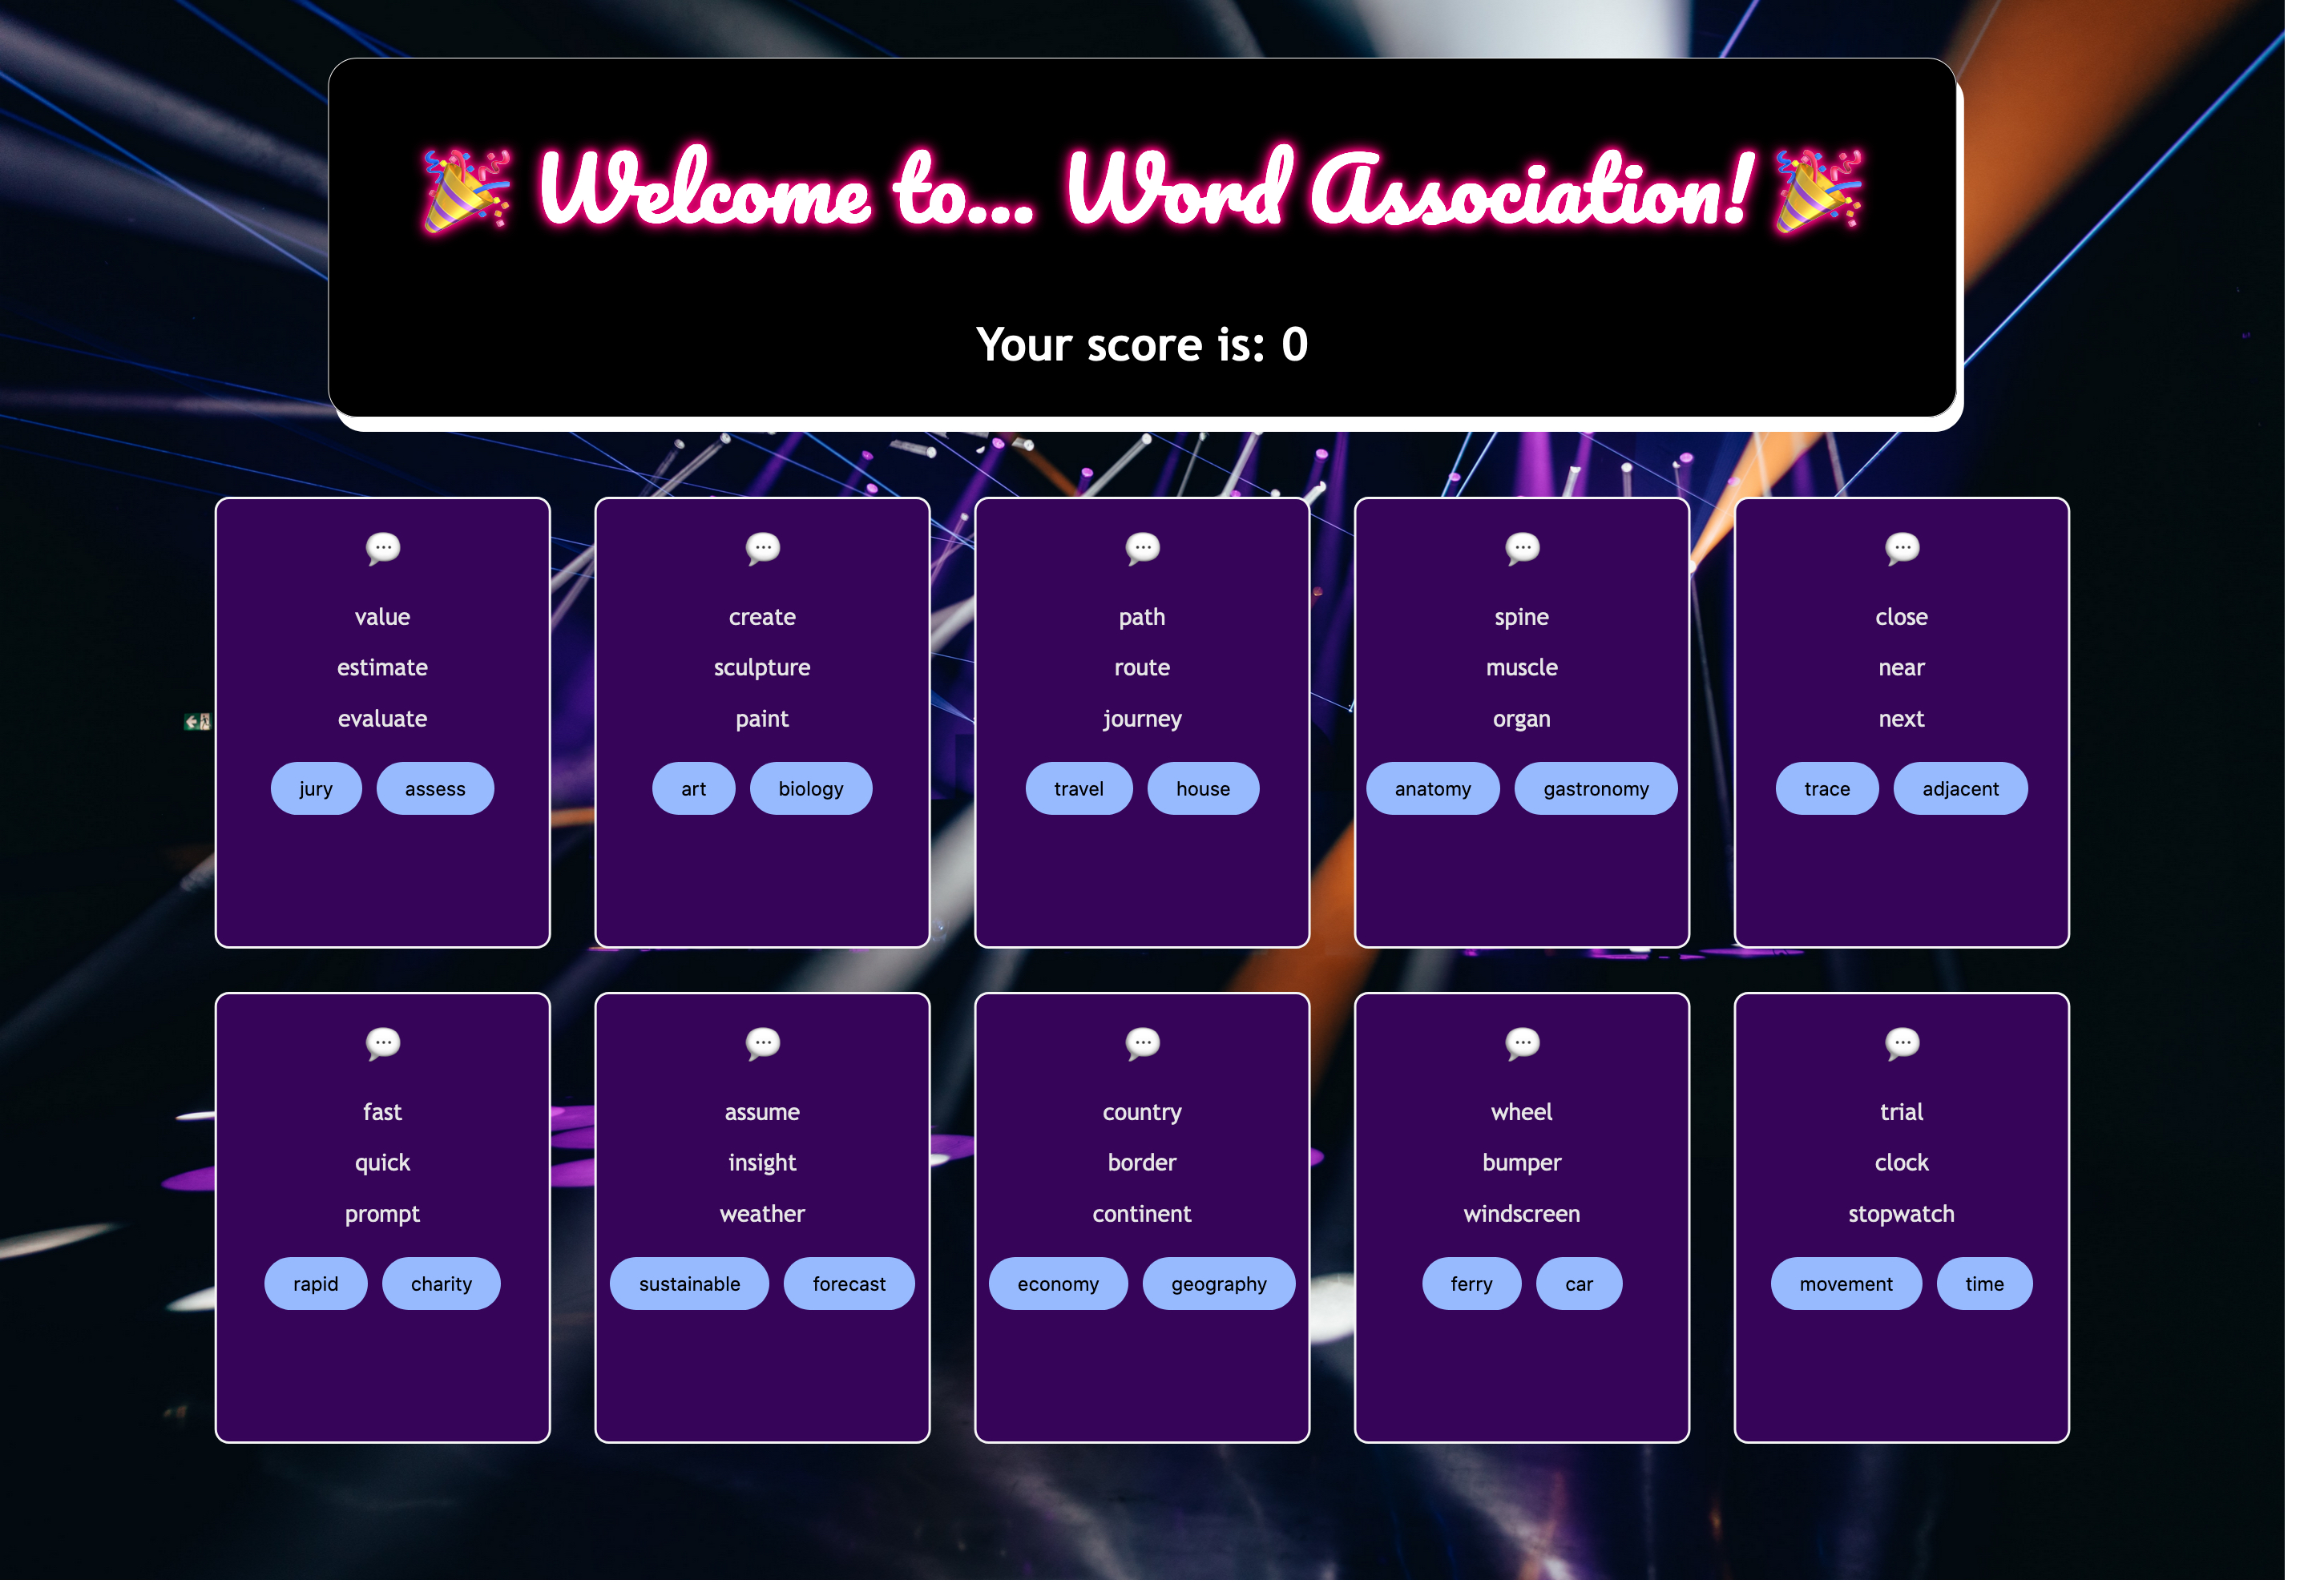 🎉 Welcome to... Word Association! 🎉
Your score is: 0
💬
value
estimate
evaluate
jury assess
💬
create
sculpture
paint
art biology
💬
path
route
journey
travel house
💬
spine
muscle
organ
anatomy gastronomy
💬
close
near
next
trace adjacent
💬
fast
quick
prompt
rapid charity
💬
assume
insight
weather
sustainable forecast
💬
country
border
continent
economy geography
💬
wheel
bumper
windscreen
ferry car
💬
trial
clock
stopwatch
movement time